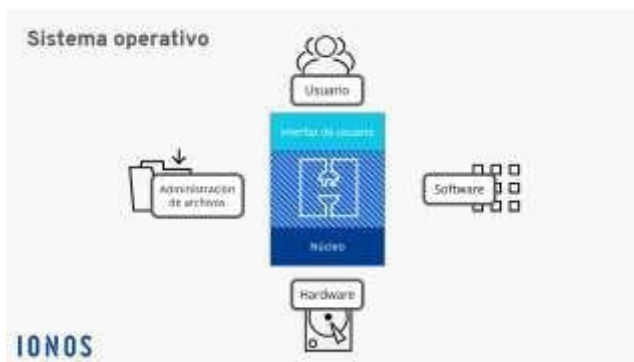 Sistema operativo
Usuario
Interfaz de usuario
Administración
de archivos
Software
Núcleo
Hardware
IONOS